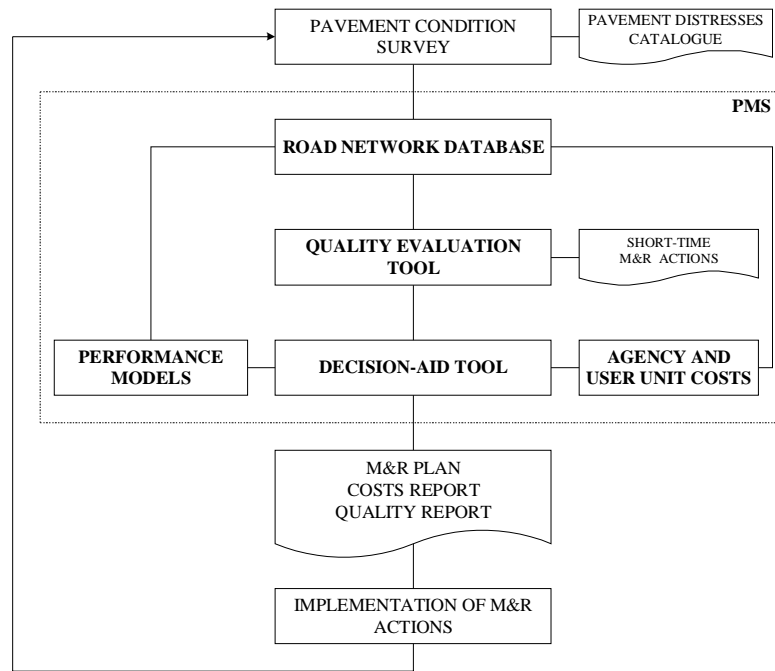 PAVEMENT CONDITION
SURVEY
PAVEMENT DISTRESSES
CATALOGUE
PMS
ROAD NETWORK DATABASE
QUALITY EVALUATION
TOOL
SHORT-TIME
M&R ACTIONS
PERFORMANCE
MODELS
DECISION-AID TOOL
AGENCY AND
USER UNIT COSTS
M&R PLAN
COSTS REPORT
QUALITY REPORT
IMPLEMENTATION OF M&R
ACTIONS